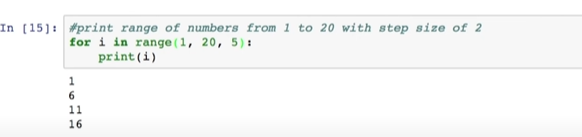 In [15]: #print range of numbers from 1 to 20 with step size of 2
for i in range(1, 20, 5):
    print(i)
1
6
11
16